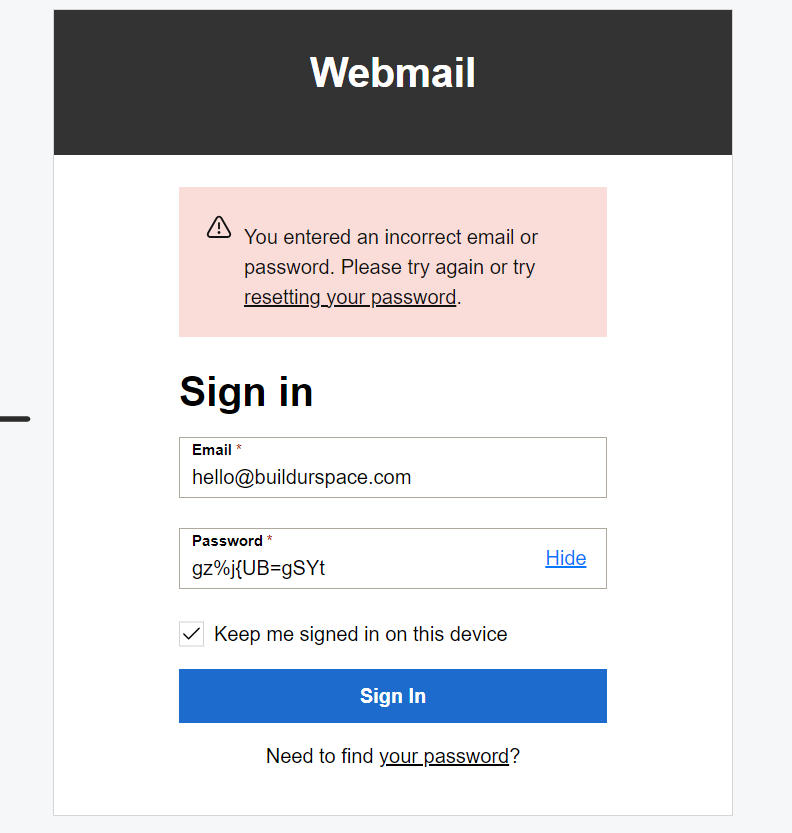 Webmail
You entered an incorrect email or
password. Please try again or try
resetting your password.
Sign in
Email *
hello@buildurspace.com
Password *
gz%j{UB=gSYt
Hide
Keep me signed in on this device
Sign In
Need to find your password?